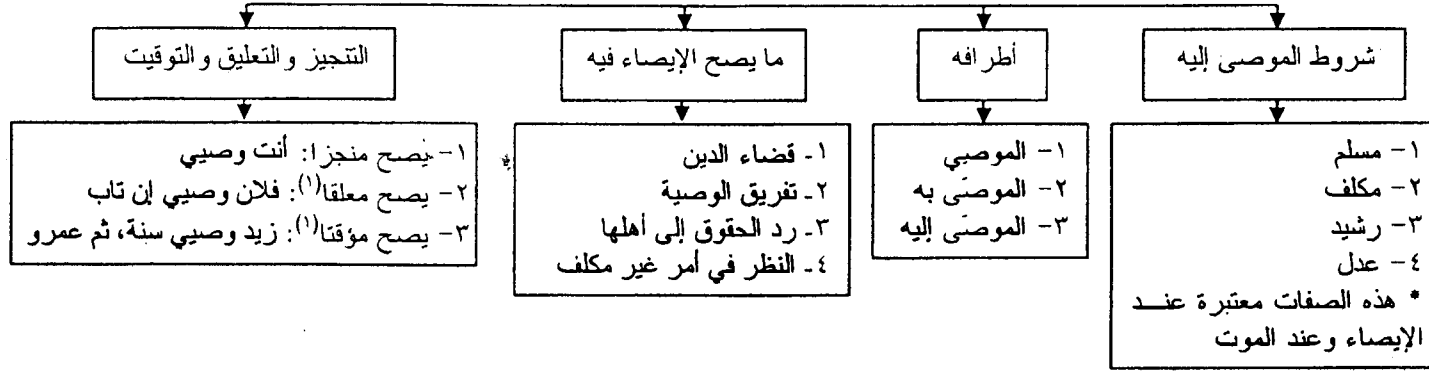 شروط الموصى إليه
١- مسلم
٢- مكلف
٣- رشيد
٤- عدل
* هذه الصفات معتبرة عند
الإيصاء وعند الموت
أطرافه
١- الموصي
٢- الموصَى به
٣- الموصَى إليه
ما يصح الإيصاء فيه
١- قضاء الدين
٢- تفريق الوصية
٣- رد الحقوق إلى أهلها
٤- النظر في أمر غير مكلف
التنجيز والتعليق والتوقيت
١- يصح منجزا: أنت وصيي
٢- يصح معلقا(١): فلان وصيي إن تاب
٣- يصح مؤقتا(١): زيد وصيي سنة، ثم عمرو